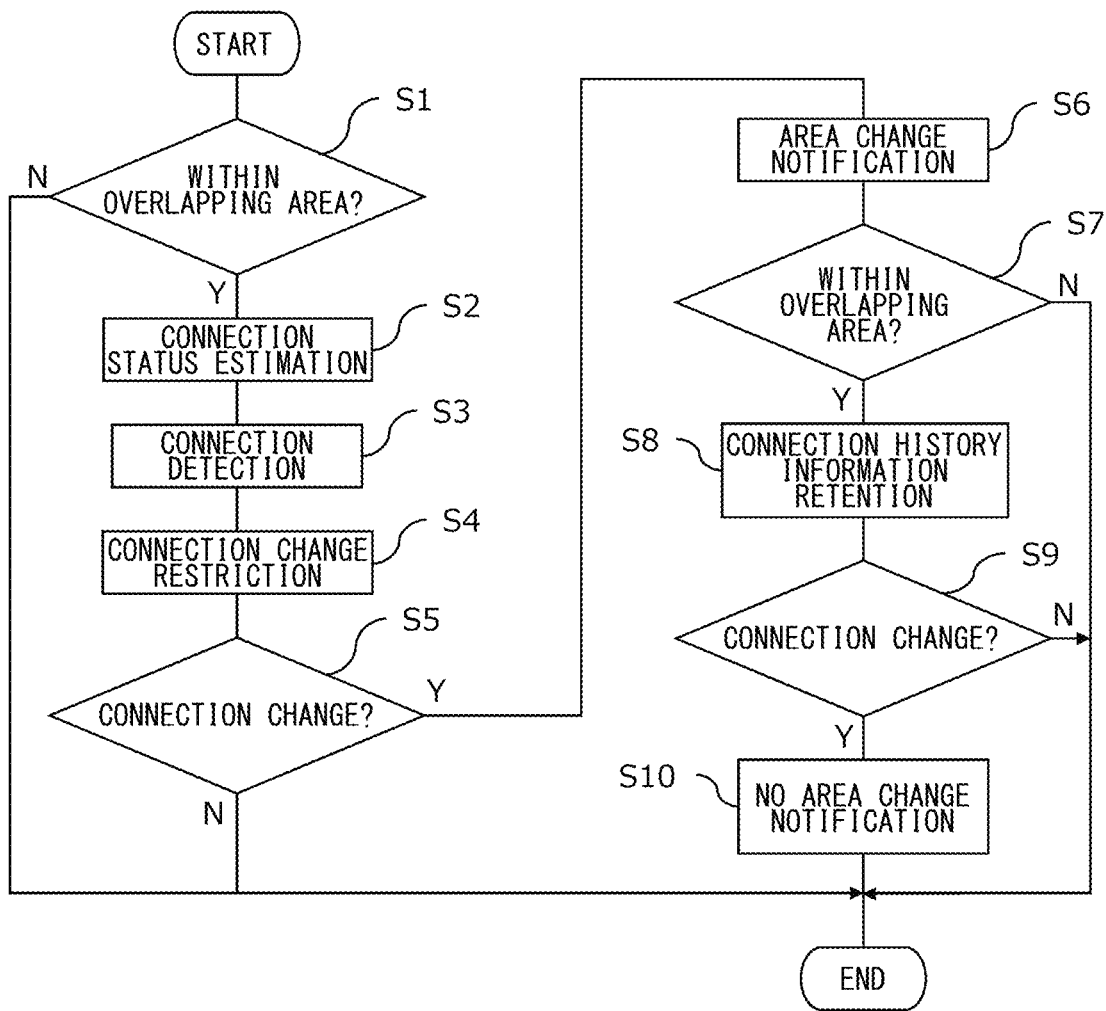 START
S1
N
WITHIN
OVERLAPPING AREA?
Y
S2
CONNECTION
STATUS ESTIMATION
S3
CONNECTION
DETECTION
S4
CONNECTION CHANGE
RESTRICTION
S5
CONNECTION CHANGE?
Y
N
S6
AREA CHANGE
NOTIFICATION
S7
WITHIN
OVERLAPPING
AREA?
N
Y
S8
CONNECTION HISTORY
INFORMATION
RETENTION
S9
CONNECTION CHANGE?
N
Y
S10
NO AREA CHANGE
NOTIFICATION
END